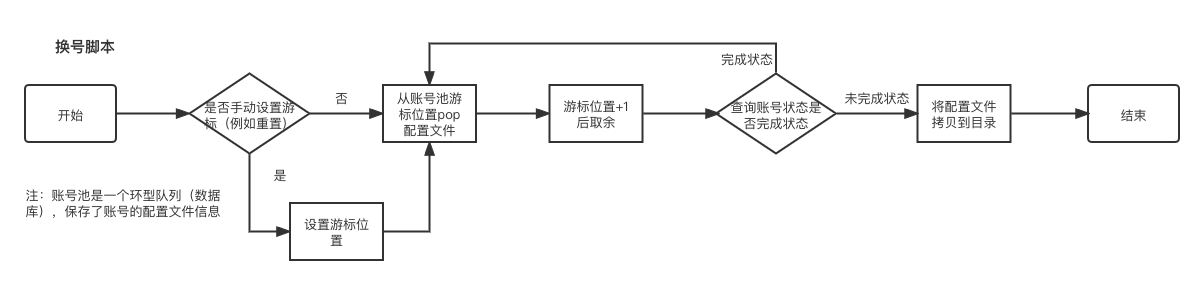 换号脚本
开始
是否手动设置游
标（例如重置）
否
是
设置游标位
置
从账号池游
标位置pop
配置文件
游标位置+1
后取余
完成状态
查询账号状态是
否完成状态
未完成状态
将配置文件
拷贝到目录
结束
注：账号池是一个环型队列（数据
库），保存了账号的配置文件信息